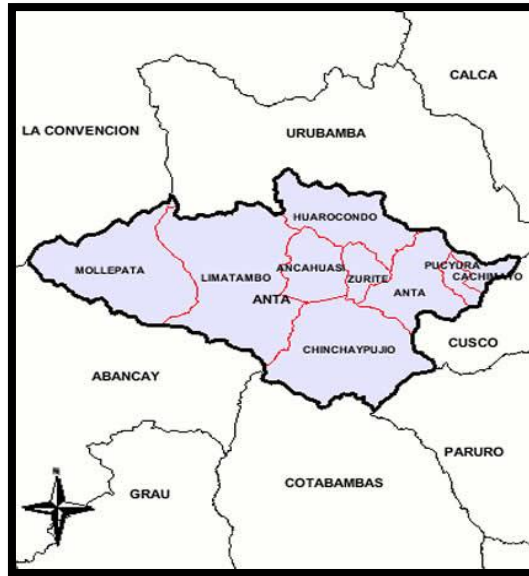 CALCA
LA CONVENCION
URUBAMBA
HUAROCONDO
PUCYURA
MOLLEPATA
LIMATAMBO
ANCAHUASI
ZURITE
CACHIMAYO
ANTA
ANTA
CUSCO
CHINCHAYPUJIO
ABANCAY
PARURO
N
GRAU
COTABAMBAS